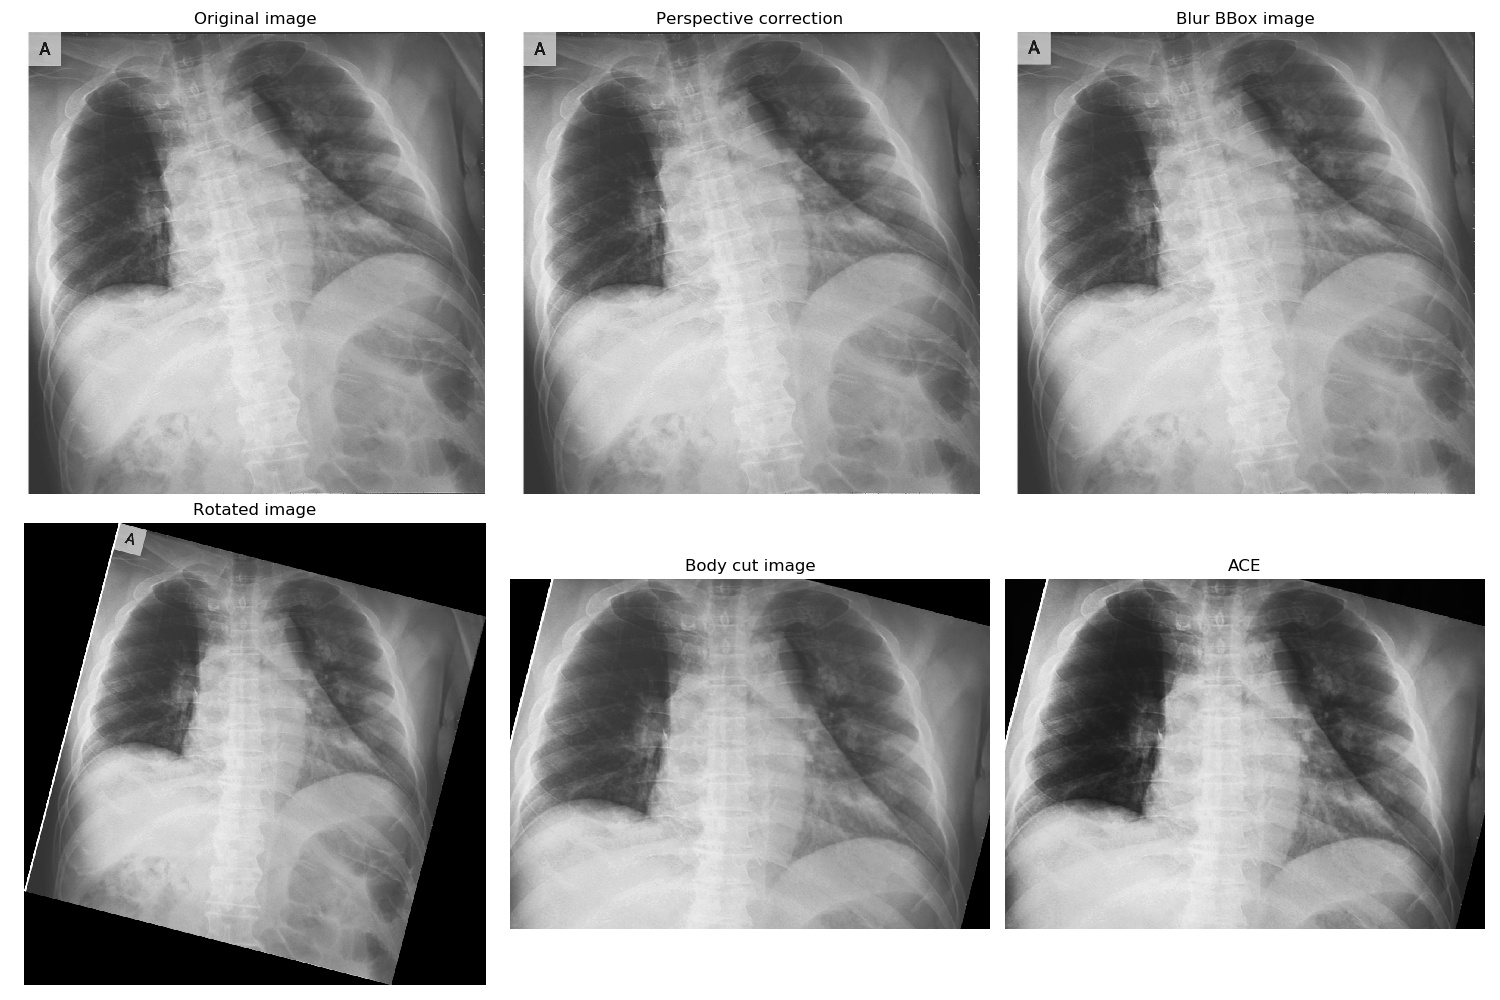 Original image
Perspective correction
Blur BBox image
A
A
A
Rotated image
A
Body cut image
ACE